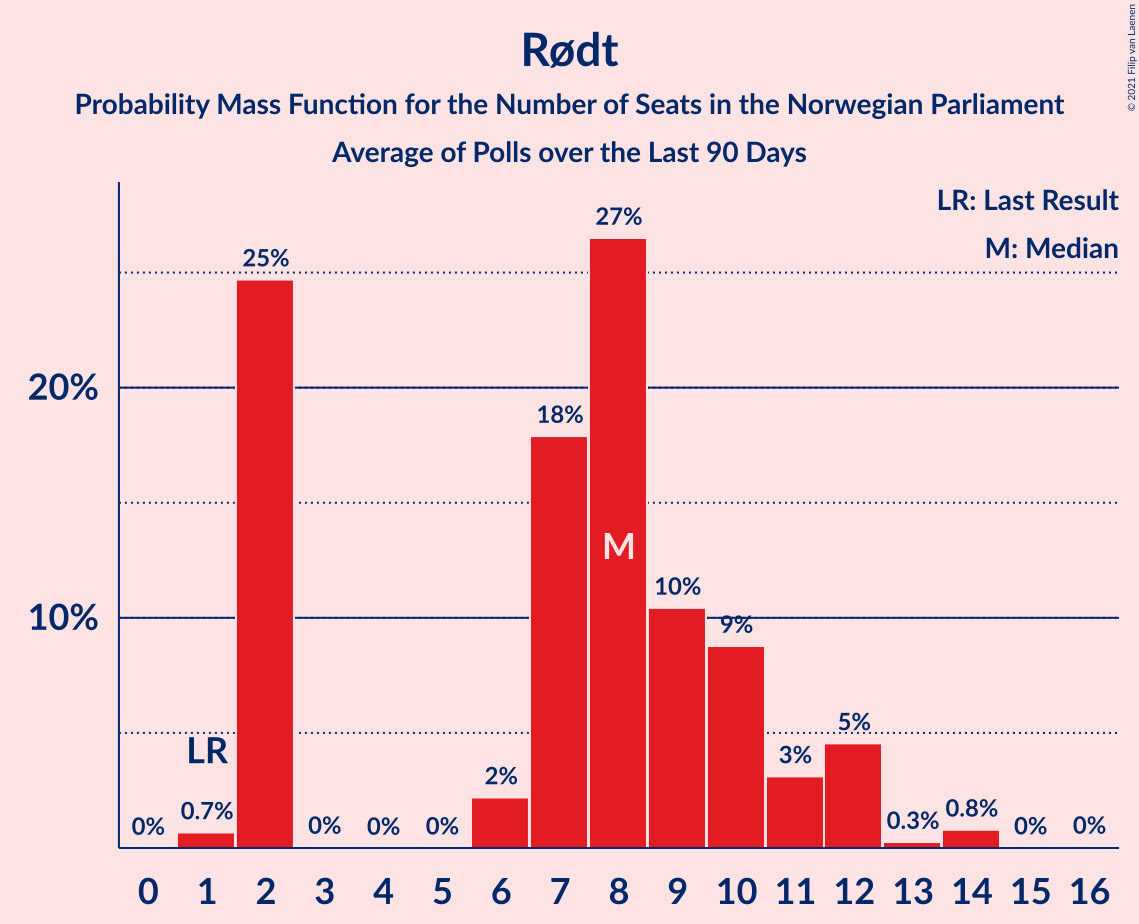 Rødt
Probability Mass Function for the Number of Seats in the Norwegian Parliament
Average of Polls over the Last 90 Days
© 2021 Filip van Laenen
LR: Last Result
M: Median
20%
10%
0%
0.7%
LR
25%
0%
0%
0%
2%
18%
27%
M
10%
9%
3%
5%
0.3%
0.8%
0%
0%
0 1 2 3 4 5 6 7 8 9 10 11 12 13 14 15 16